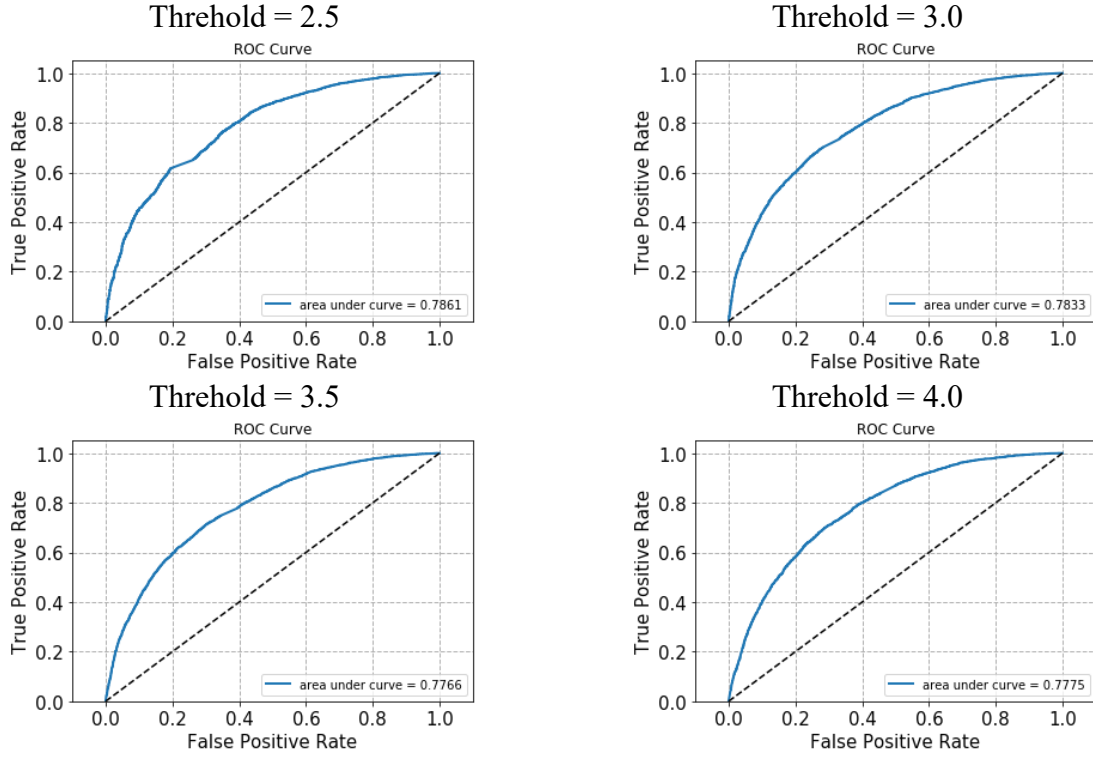 Threhold = 2.5
ROC Curve
True Positive Rate
1.0
0.8
0.6
0.4
0.2
0.0
area under curve = 0.7861
0.0 0.2 0.4 0.6 0.8 1.0
False Positive Rate
Threhold = 3.0
ROC Curve
True Positive Rate
1.0
0.8
0.6
0.4
0.2
0.0
area under curve = 0.7833
0.0 0.2 0.4 0.6 0.8 1.0
False Positive Rate
Threhold = 3.5
ROC Curve
True Positive Rate
1.0
0.8
0.6
0.4
0.2
0.0
area under curve = 0.7766
0.0 0.2 0.4 0.6 0.8 1.0
False Positive Rate
Threhold = 4.0
ROC Curve
True Positive Rate
1.0
0.8
0.6
0.4
0.2
0.0
area under curve = 0.7775
0.0 0.2 0.4 0.6 0.8 1.0
False Positive Rate